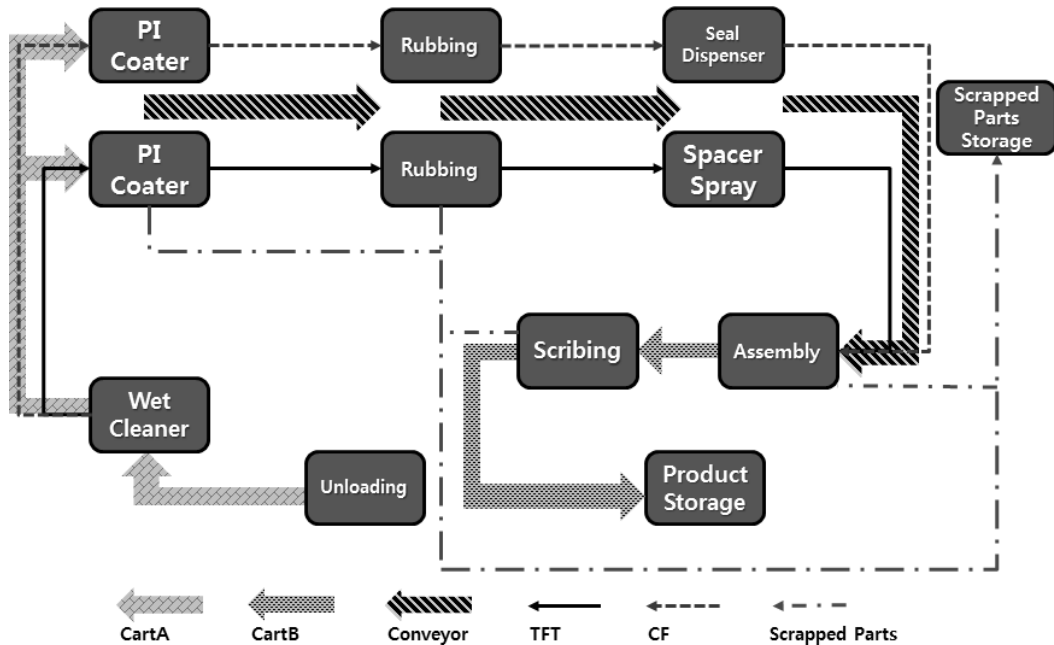 PI
Coater
Rubbing
Seal
Dispenser
Scrapped
Parts
Storage
PI
Coater
Rubbing
Spacer
Spray
Scribing
Assembly
Wet
Cleaner
Unloading
Product
Storage
CartA
CartB
Conveyor
TFT
CF
Scrapped Parts